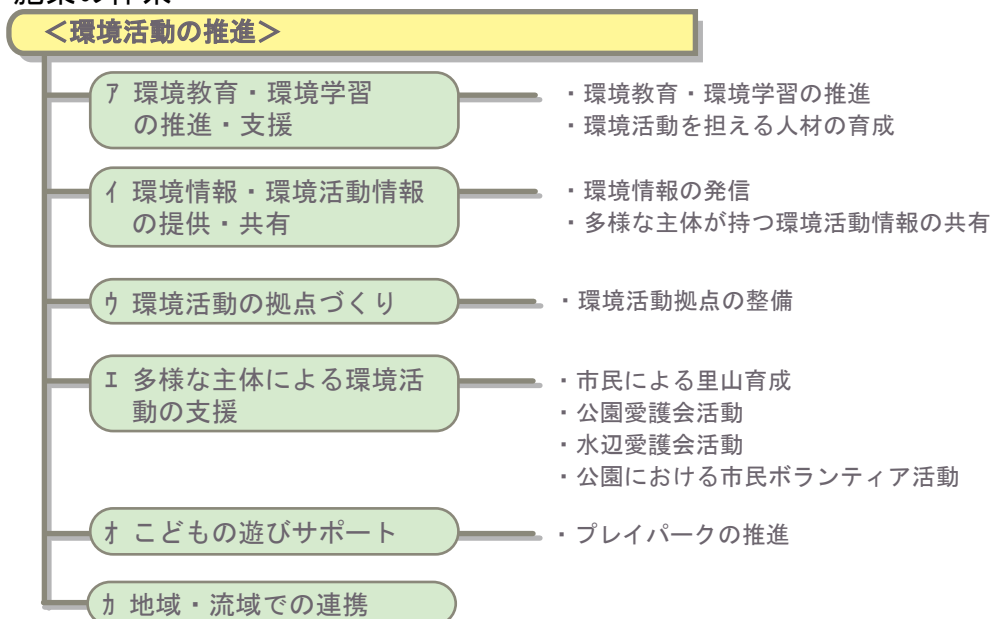 施策の体系
＜環境活動の推進＞
ｱ 環境教育・環境学習
の推進・支援
・環境教育・環境学習の推進
・環境活動を担える人材の育成
ｲ 環境情報・環境活動情報
の提供・共有
・環境情報の発信
・多様な主体が持つ環境活動情報の共有
ｳ 環境活動の拠点づくり
・環境活動拠点の整備
ｴ 多様な主体による環境活
動の支援
・市民による里山育成
・公園愛護会活動
・水辺愛護会活動
・公園における市民ボランティア活動
ｵ こどもの遊びサポート
・プレイパークの推進
ｶ 地域・流域での連携